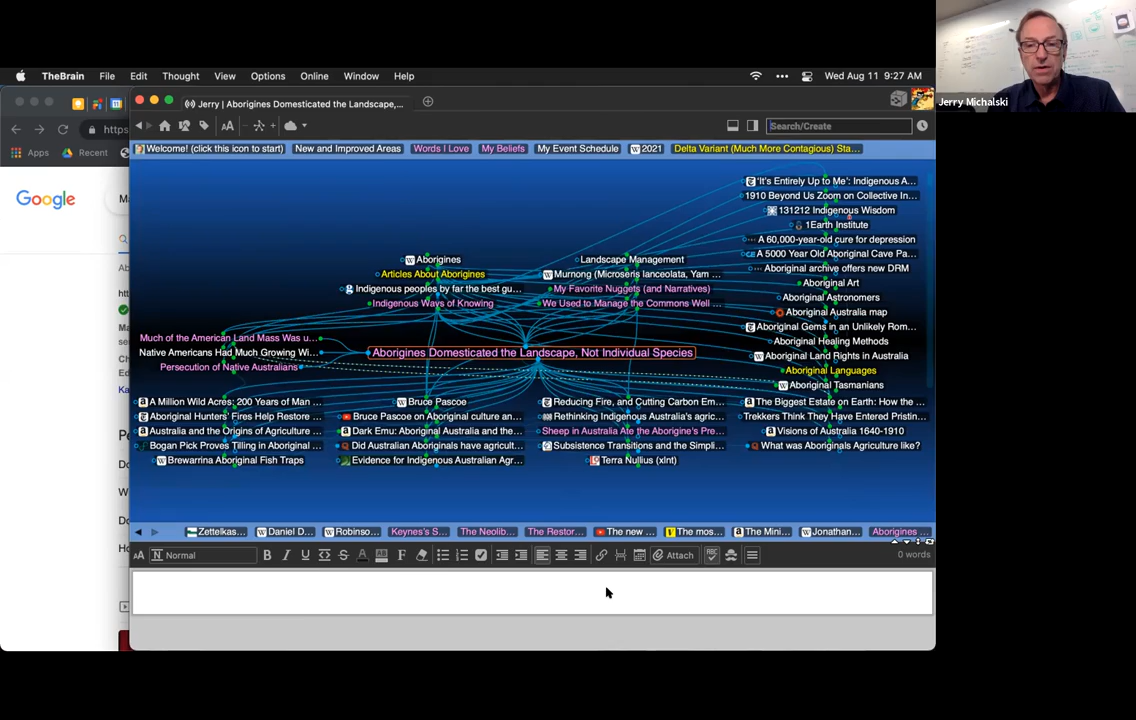 TheBrain File Edit Thought View Options Online Window Help
Wed Aug 11 9:27 AM
Jerry Michalski
Jerry | Aborigines Domesticated the Landscape,...
https
Search/Create
Apps Recent
Welcome! (click this icon to start) New and Improved Areas Words I Love My Beliefs My Event Schedule 2021 Delta Variant (Much More Contagious) Sta...
Google
'It's Entirely Up to Me': Indigenous A...
1910 Beyond Us Zoom on Collective In...
131212 Indigenous Wisdom
1Earth Institute
A 60,000-year-old cure for depression
A 5000 Year Old Aboriginal Cave Pa...
Aboriginal archive offers new DRM
Aboriginal Art
Aboriginal Astronomers
Aboriginal Australia map
Aboriginal Gems in an Unlikely Rom...
Aboriginal Healing Methods
Aboriginal Land Rights in Australia
Aboriginal Languages
Aboriginal Tasmanians
Aborigines
Articles About Aborigines
Indigenous peoples by far the best gu...
Indigenous Ways of Knowing
Landscape Management
Murnong (Microseris lanceolata, Yam ...
My Favorite Nuggets (and Narratives)
We Used to Manage the Commons Well ...
Much of the American Land Mass Was u...
Native Americans Had Much Growing Wi...
Persecution of Native Australians
Aborigines Domesticated the Landscape, Not Individual Species
A Million Wild Acres: 200 Years of Man ...
Aboriginal Hunters' Fires Help Restore ...
Australia and the Origins of Agriculture ...
Bogan Pick Proves Tilling in Aboriginal ...
Brewarrina Aboriginal Fish Traps
Bruce Pascoe
Bruce Pascoe on Aboriginal culture an...
Dark Emu: Aboriginal Australia and the...
Did Australian Aboriginals have agricult...
Evidence for Indigenous Australian Agr...
Reducing Fire, and Cutting Carbon Em...
Rethinking Indigenous Australia's agric...
Sheep in Australia Ate the Aborigine's Pre...
Subsistence Transitions and the Simpli...
Terra Nullius (xInt)
The Biggest Estate on Earth: How the ...
Trekkers Think They Have Entered Pristin...
Visions of Australia 1640-1910
What was Aboriginals Agriculture like?
Zettelkas... Daniel D... Robinso... Keynes's S... The Neolib... The Restor... The new ... The mos... The Mini... Jonathan... Aborigines ...
Normal
Attach
0 words